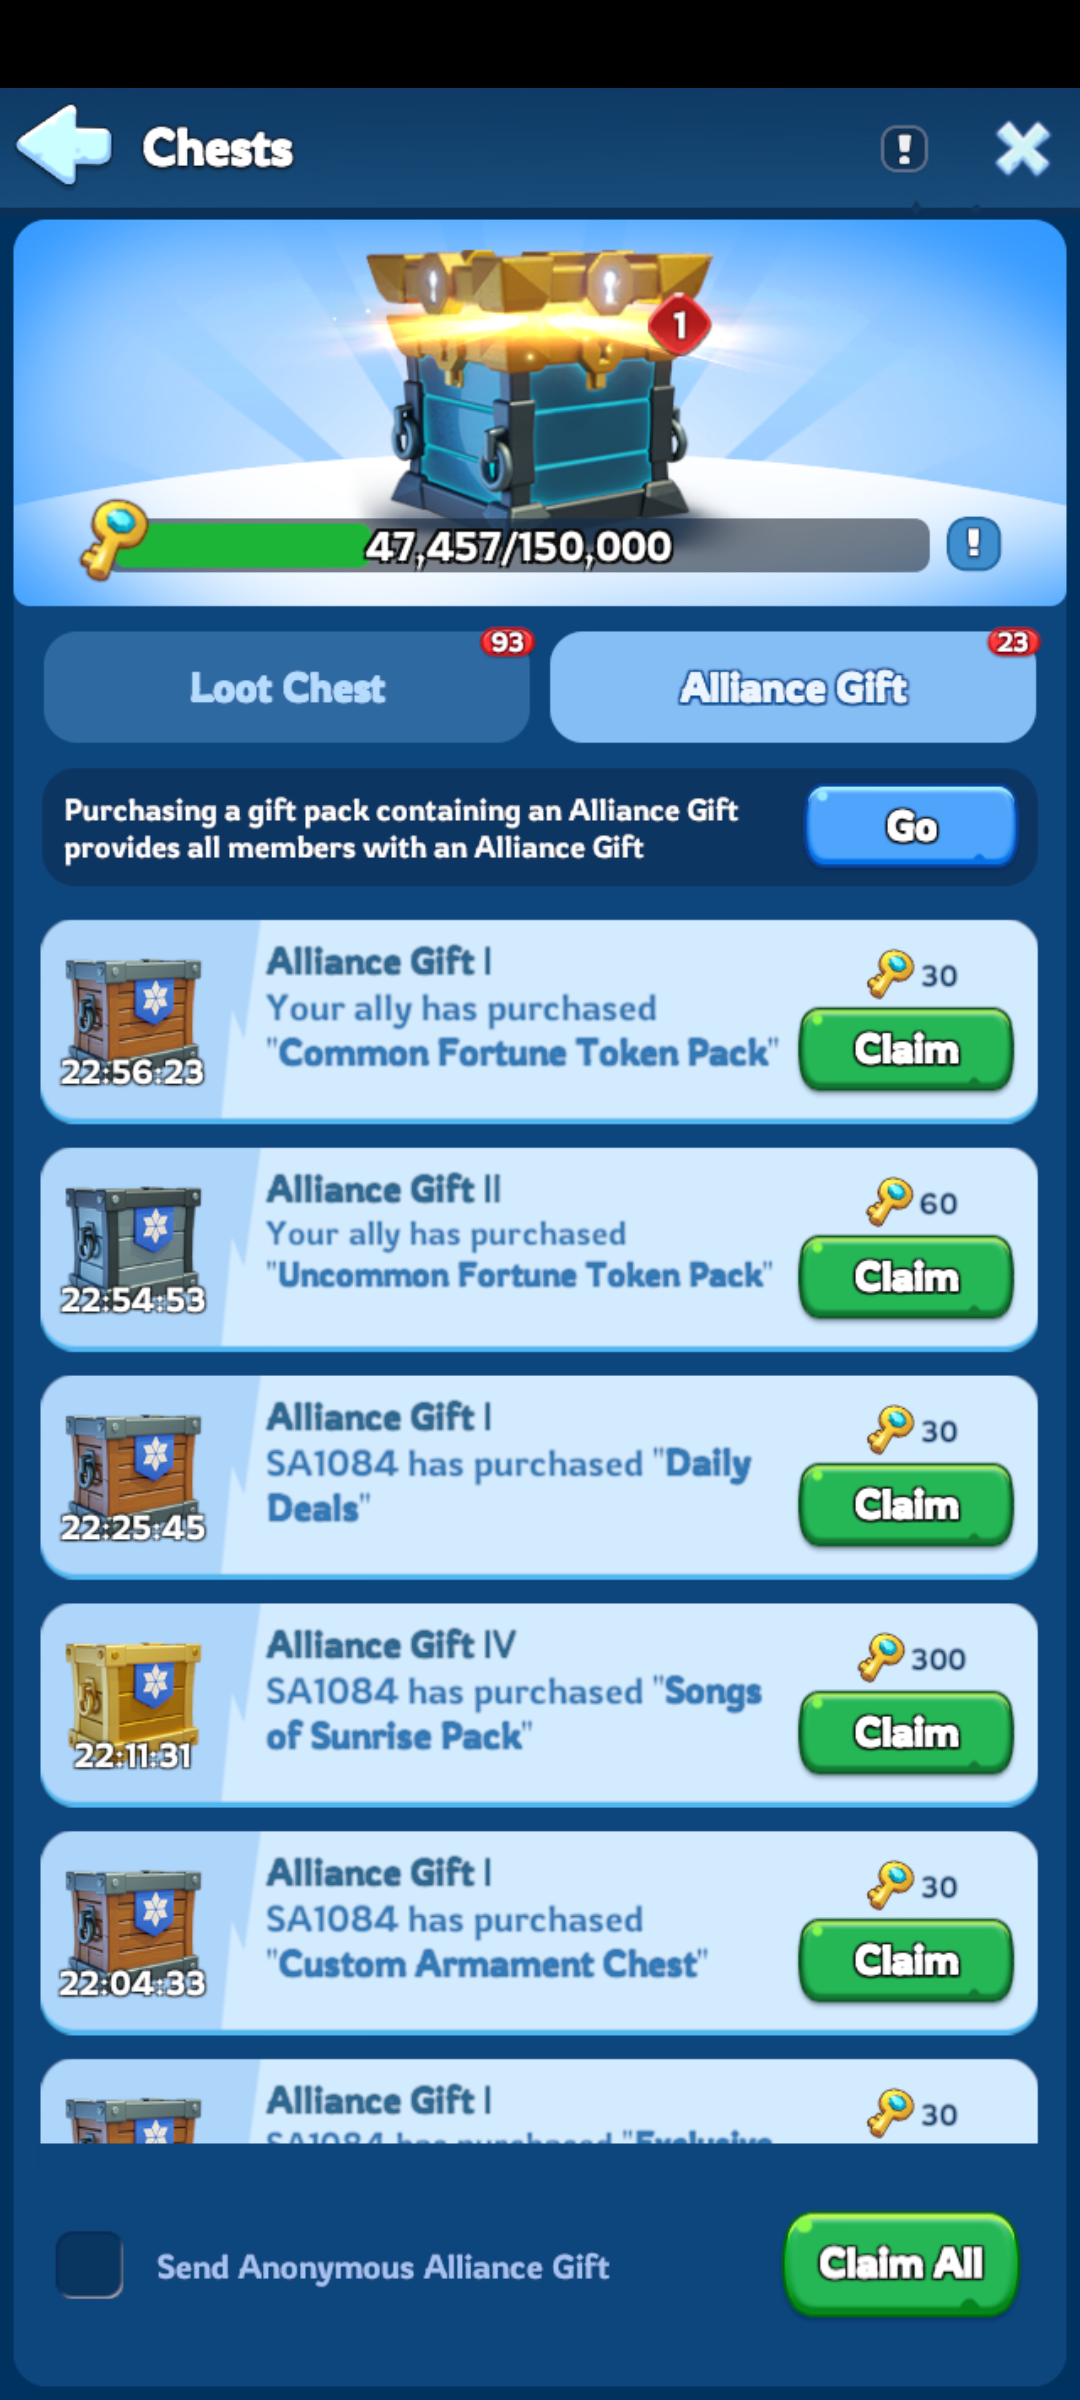 Chests
!
1
47,457/150,000
!
93
23
Loot Chest
Alliance Gift
Purchasing a gift pack containing an Alliance Gift
provides all members with an Alliance Gift
Go
Alliance Gift I
Your ally has purchased
"Common Fortune Token Pack"
22:56:23
30
Claim
Alliance Gift II
Your ally has purchased
"Uncommon Fortune Token Pack"
22:54:53
60
Claim
Alliance Gift I
SA1084 has purchased "Daily
Deals"
22:25:45
30
Claim
Alliance Gift IV
SA1084 has purchased "Songs
of Sunrise Pack"
22:11:31
300
Claim
Alliance Gift I
SA1084 has purchased
"Custom Armament Chest"
22:04:33
30
Claim
Alliance Gift I
SA1084 has purchased "Exclusive
30
Send Anonymous Alliance Gift
Claim All